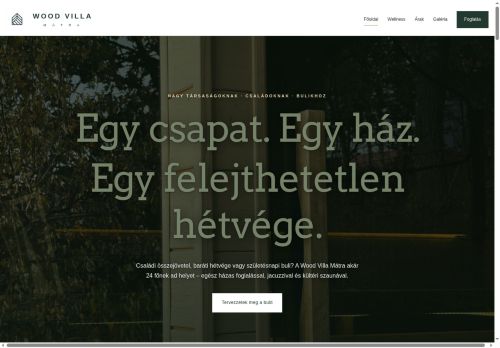 WOOD VILLA
MÁTRA
Főoldal Wellness Árak Galéria Foglalás
NAGY TÁRSASÁGOKNAK · CSALÁDOKNAK · BULIKHOZ
Egy csapat. Egy ház.
Egy felejthetetlen
hétvége.
Családi összejövetel, baráti hétvége vagy születésnapi buli? A Wood Villa Mátra akár
24 főnek ad helyet – egész házas foglalással, jacuzzival és kültéri szaunával.
Tervezzétek meg a bulit